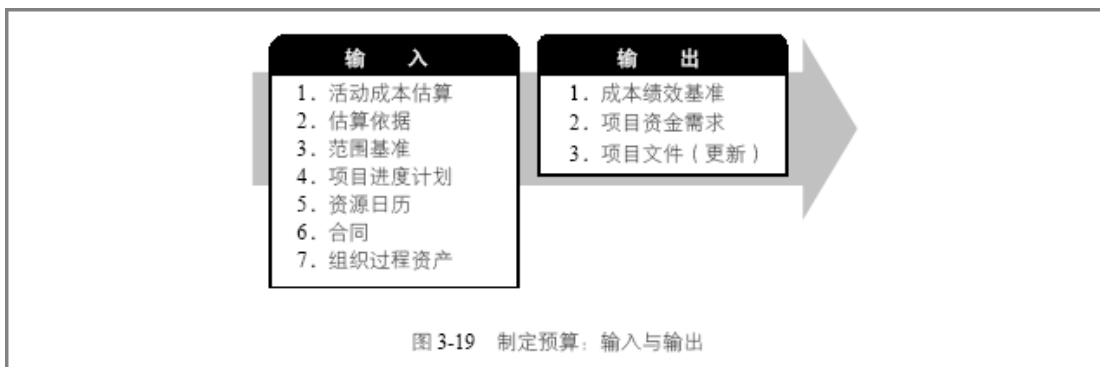 输 入
1. 活动成本估算
2. 估算依据
3. 范围基准
4. 项目进度计划
5. 资源日历
6. 合同
7. 组织过程资产
输 出
1. 成本绩效基准
2. 项目资金需求
3. 项目文件（更新）
图 3-19 制定预算：输入与输出